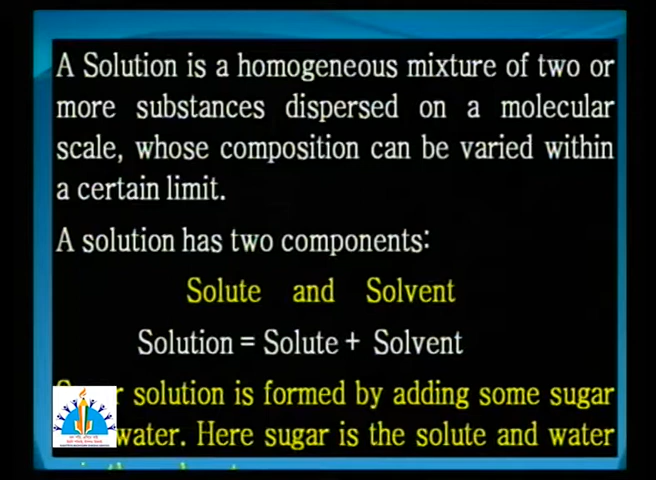 A Solution is a homogeneous mixture of two or
more substances dispersed on a molecular
scale, whose composition can be varied within
a certain limit.
A solution has two components:
Solute and Solvent
Solution = Solute + Solvent
solution is formed by adding some sugar
water. Here sugar is the solute and water